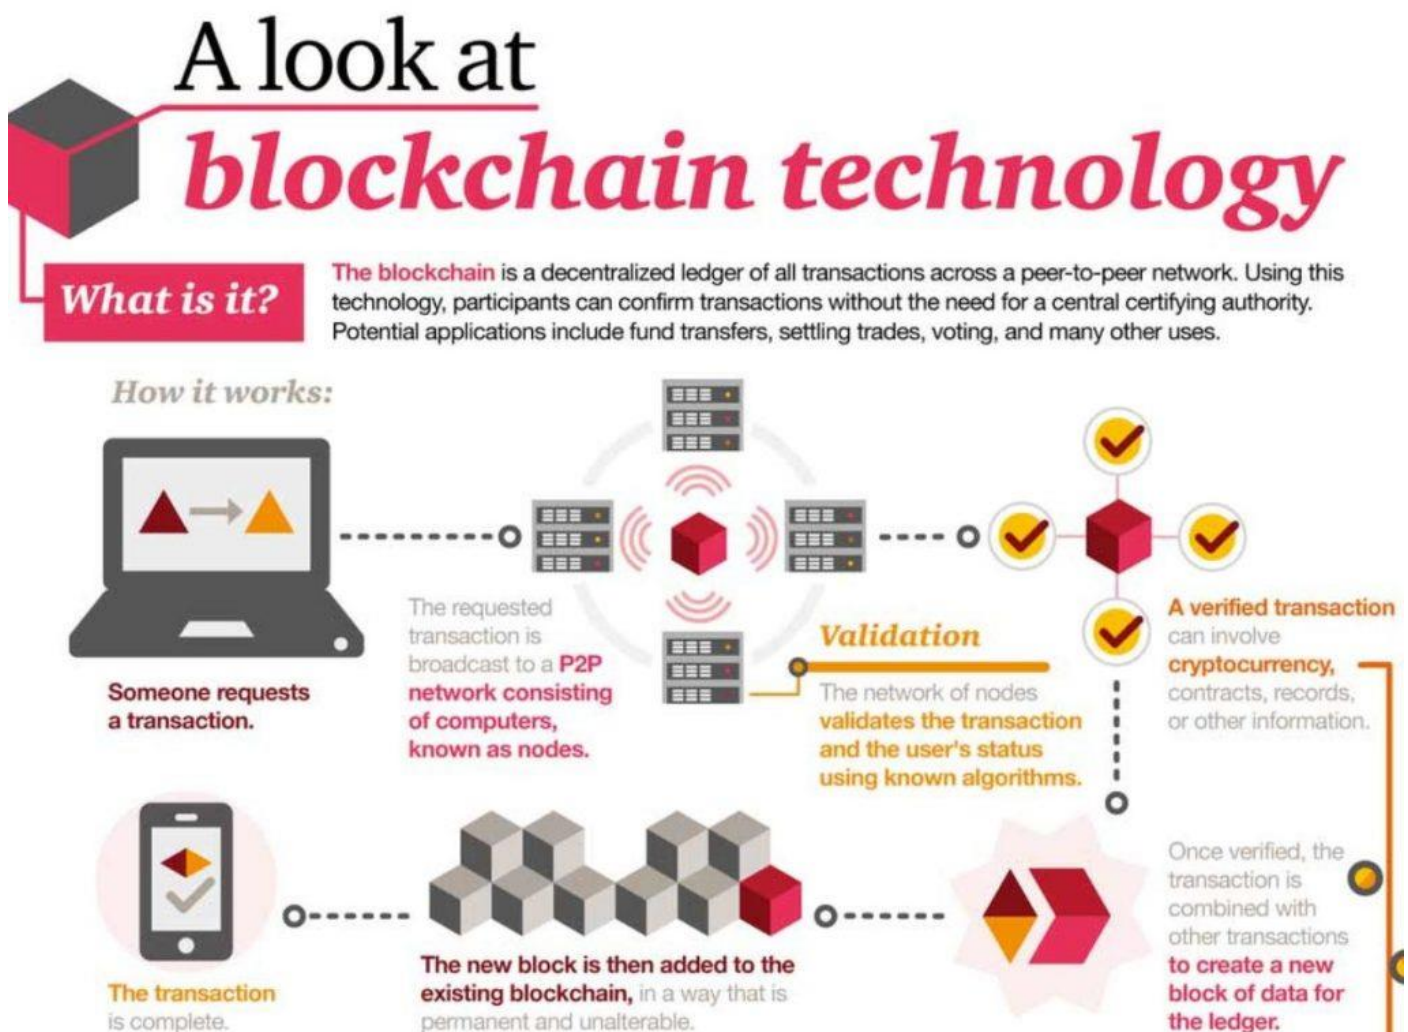 A look at
blockchain technology
What is it?
The blockchain is a decentralized ledger of all transactions across a peer-to-peer network. Using this
technology, participants can confirm transactions without the need for a central certifying authority.
Potential applications include fund transfers, settling trades, voting, and many other uses.
How it works:
Someone requests
a transaction.
The requested
transaction is
broadcast to a P2P
network consisting
of computers,
known as nodes.
Validation
The network of nodes
validates the transaction
and the user's status
using known algorithms.
A verified transaction
can involve
cryptocurrency,
contracts, records,
or other information.
Once verified, the
transaction is
combined with
other transactions
to create a new
block of data for
the ledger.
The new block is then added to the
existing blockchain, in a way that is
permanent and unalterable.
The transaction
is complete.